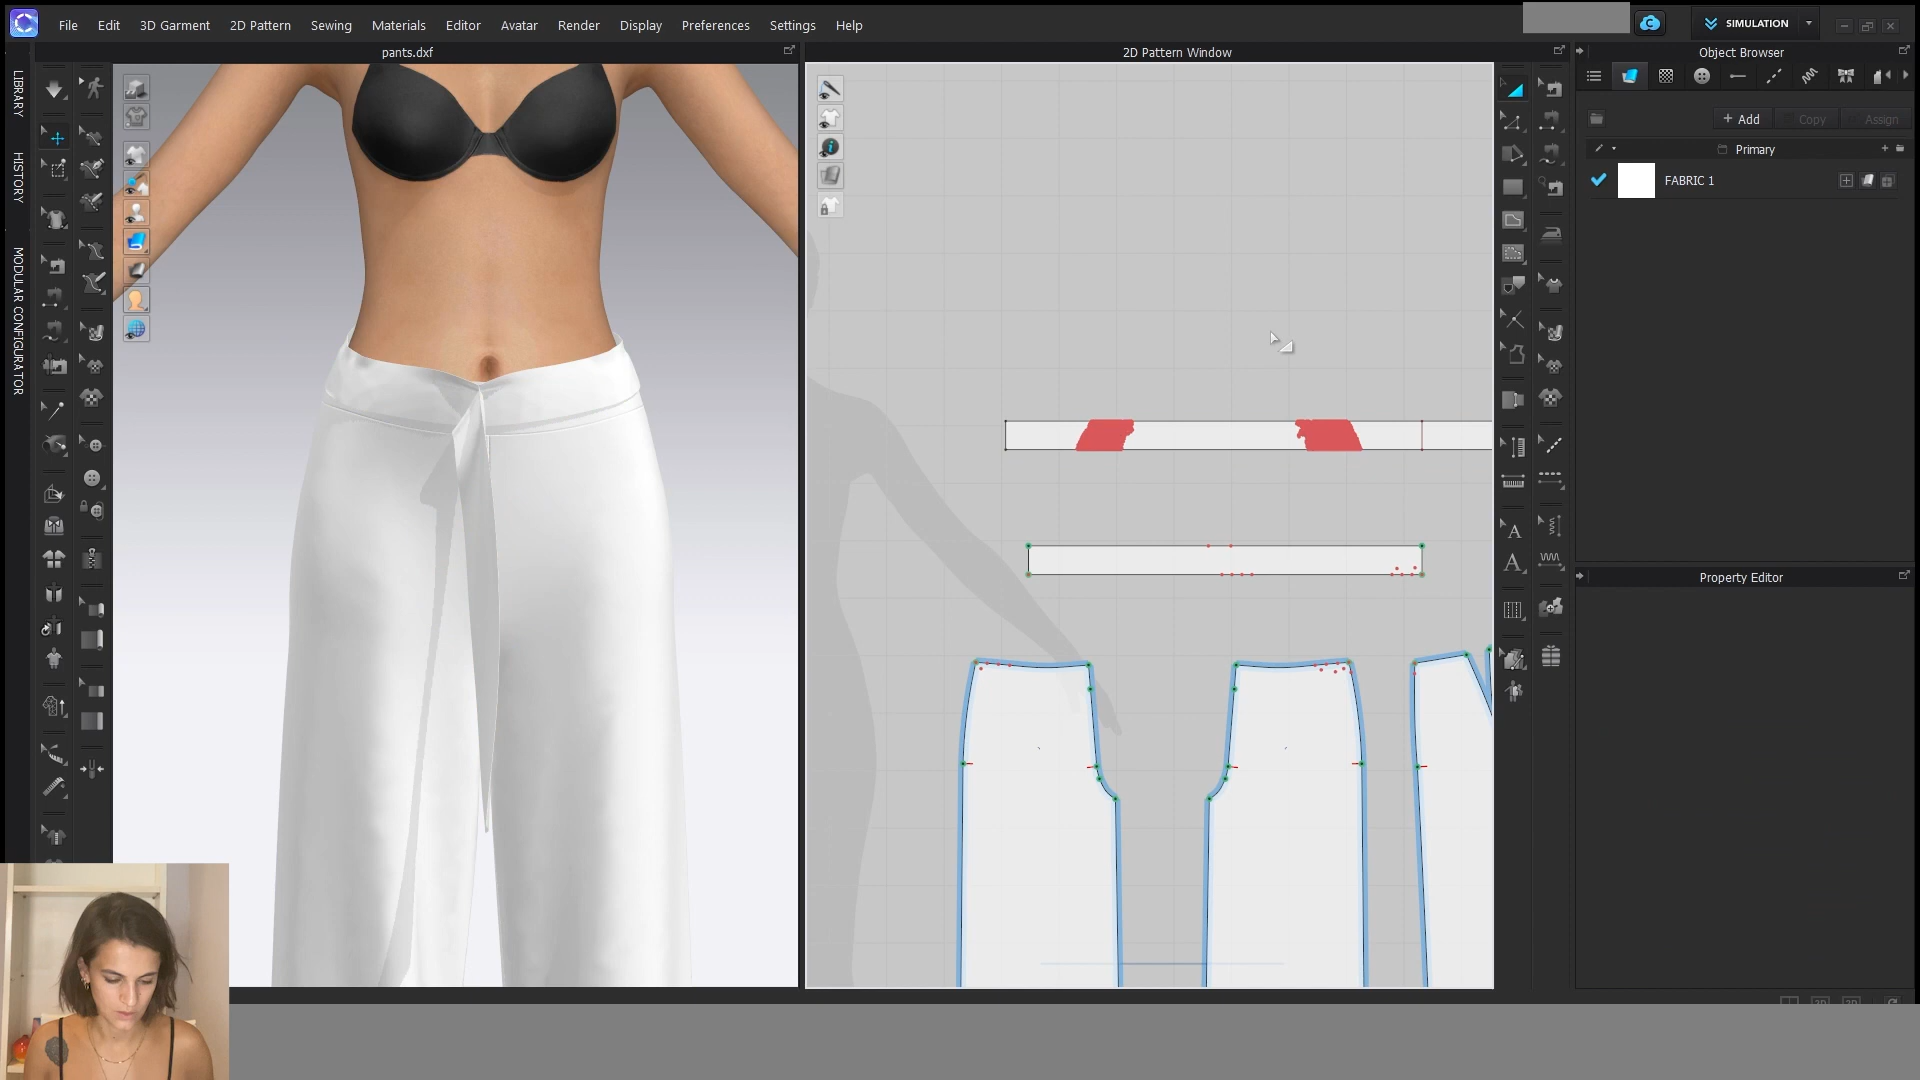 File Edit 3D Garment 2D Pattern Sewing Materials Editor Avatar Render Display Preferences Settings Help
SIMULATION
pants.dxf
2D Pattern Window
Object Browser
LIBRARY
HISTORY
MODULAR CONFIGURATOR
+ Add Copy Assign
Primary
FABRIC 1
Property Editor